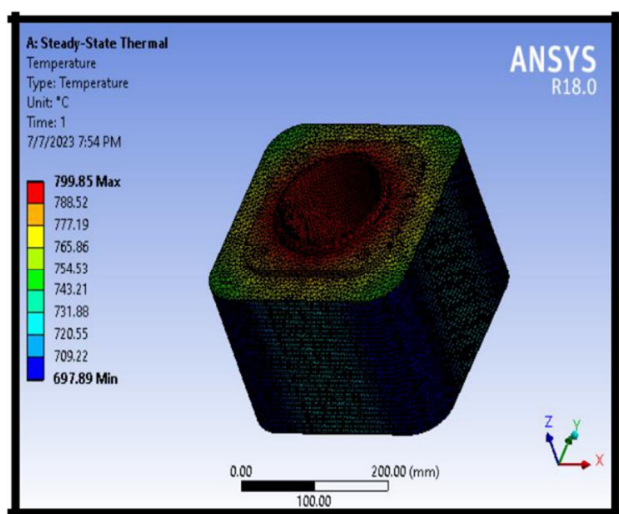 A: Steady-State Thermal
Temperature
Type: Temperature
Unit: °C
Time: 1
7/7/2023 7:54 PM
ANSYS
R18.0
799.85 Max
788.52
777.19
765.86
754.53
743.21
731.88
720.55
709.22
697.89 Min
Z
Y
X
0.00
200.00 (mm)
100.00